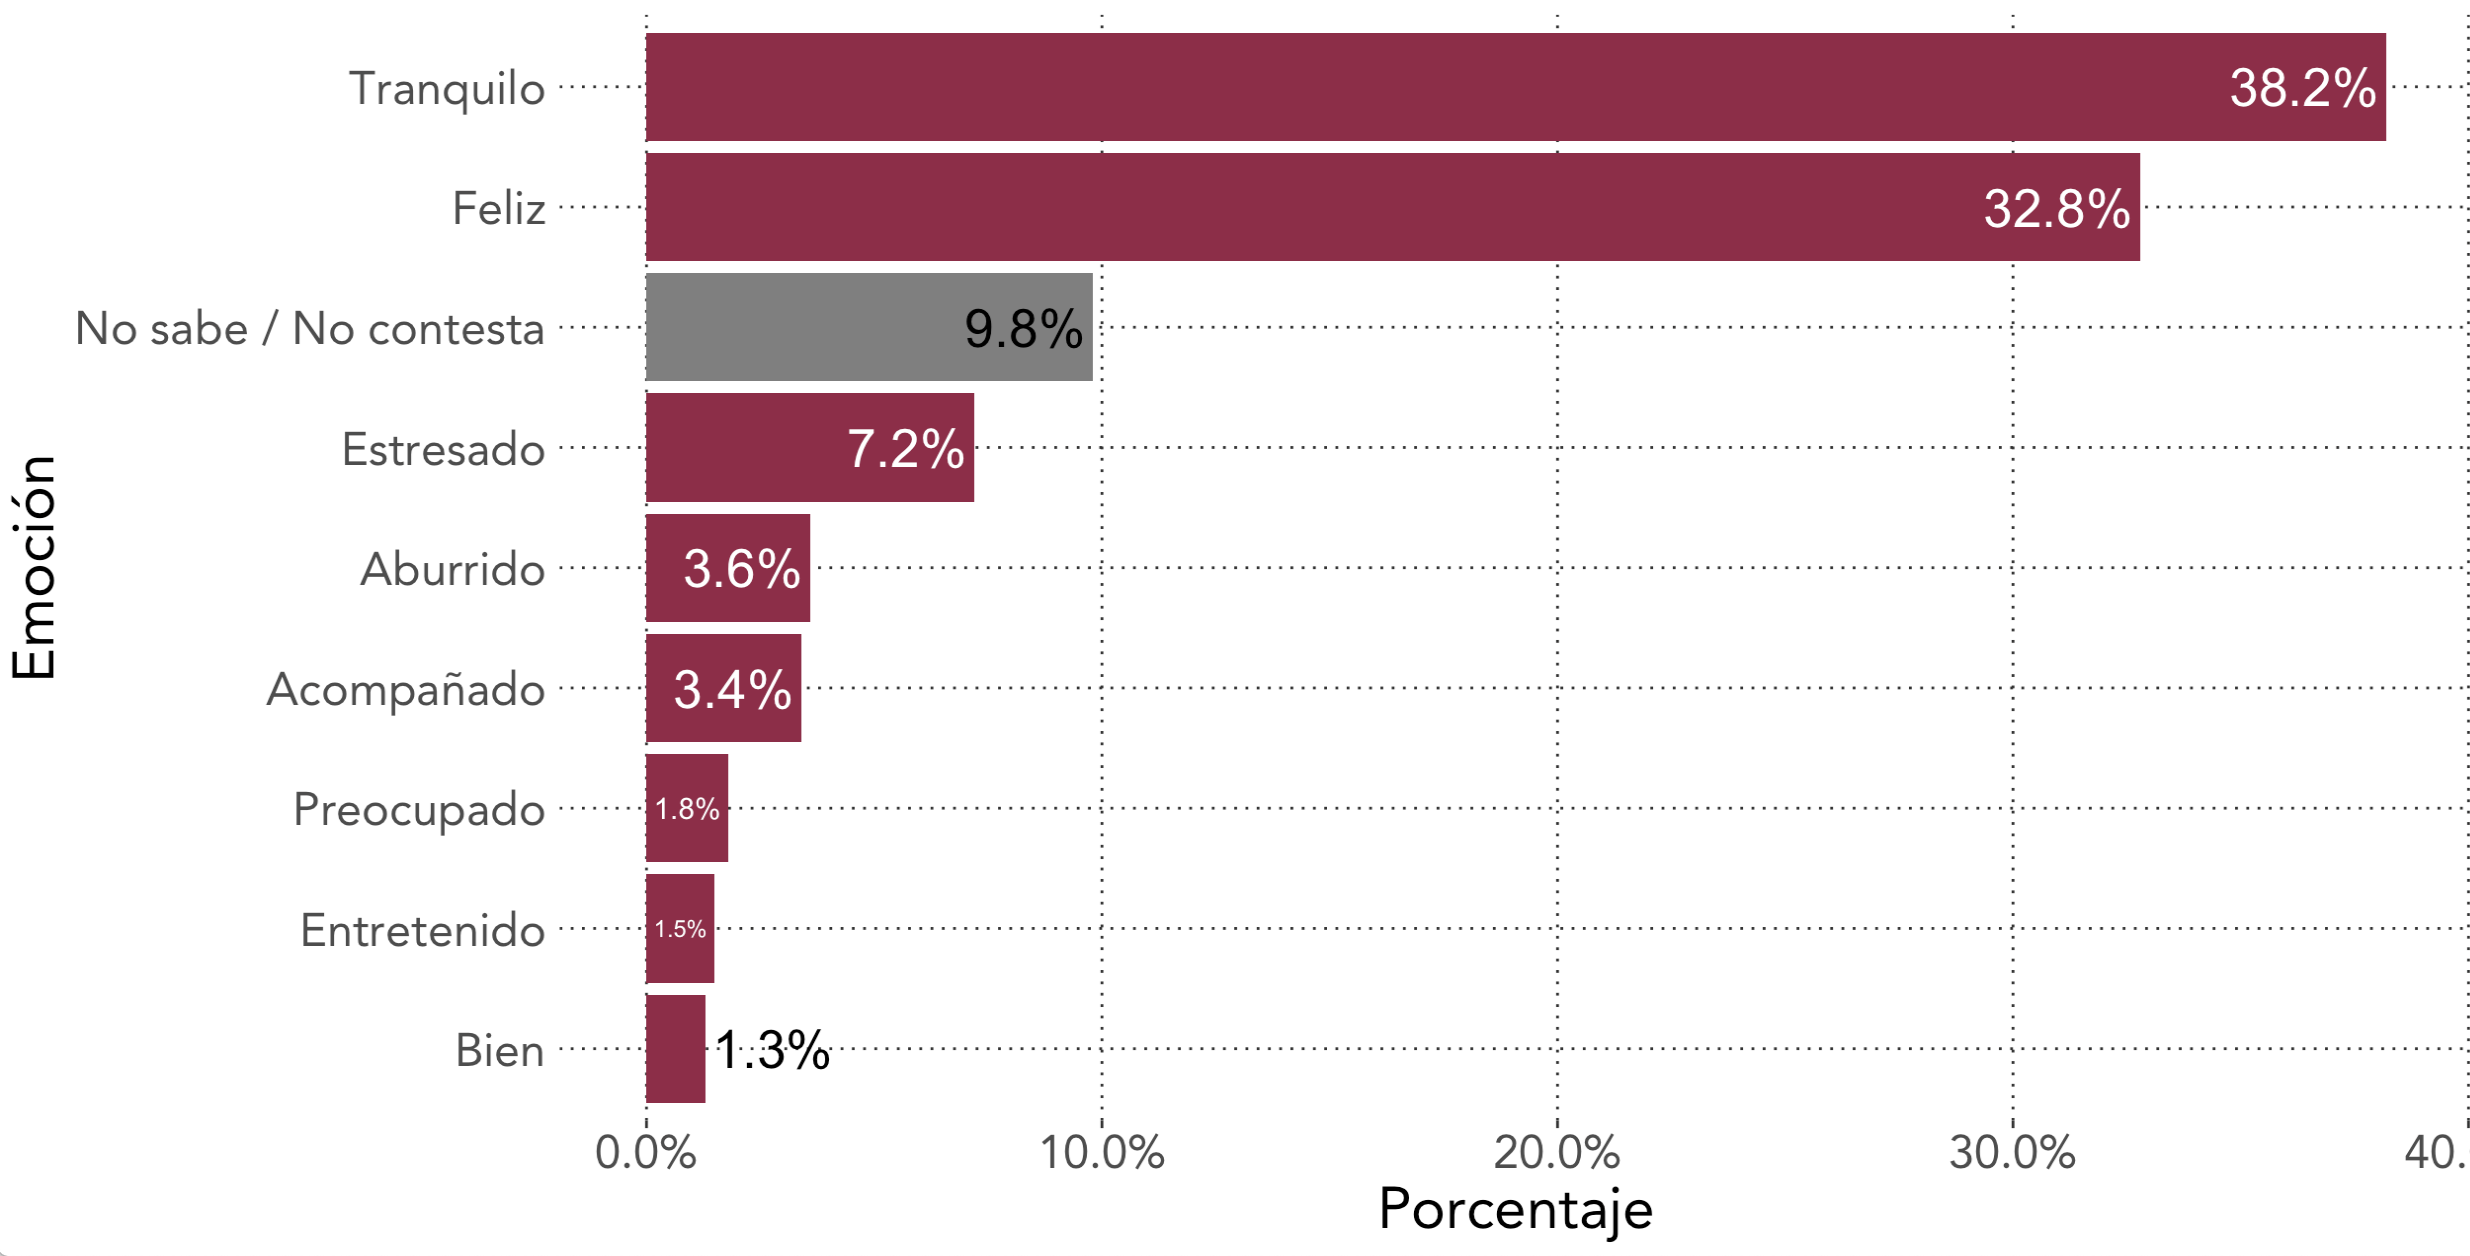 Emoción
Tranquilo 38.2%
Feliz 32.8%
No sabe / No contesta 9.8%
Estresado 7.2%
Aburrido 3.6%
Acompañado 3.4%
Preocupado 1.8%
Entretenido 1.5%
Bien 1.3%
0.0% 10.0% 20.0% 30.0% 40.
Porcentaje